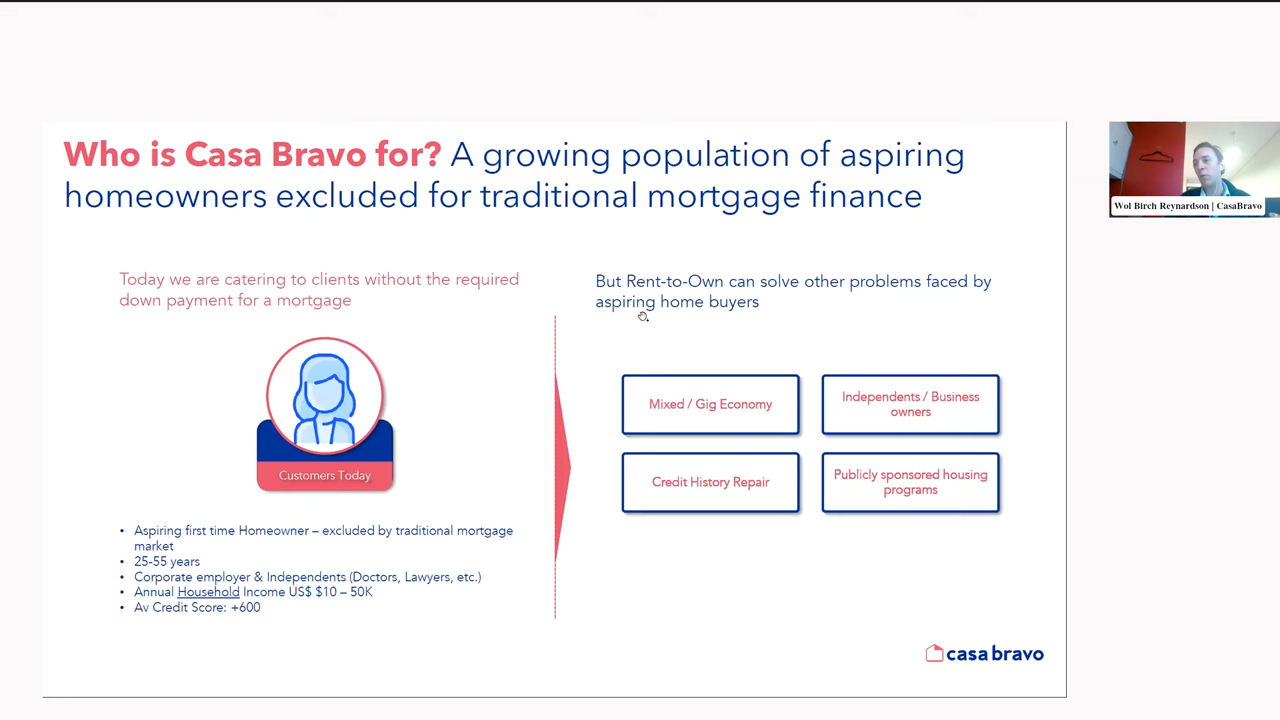 Who is Casa Bravo for? A growing population of aspiring
homeowners excluded for traditional mortgage finance
Today we are catering to clients without the required
down payment for a mortgage
Customers Today
• Aspiring first time Homeowner – excluded by traditional mortgage
market
• 25-55 years
• Corporate employer & Independents (Doctors, Lawyers, etc.)
• Annual Household Income US$ $10 – 50K
• Av Credit Score: +600
But Rent-to-Own can solve other problems faced by
aspiring home buyers
Mixed / Gig Economy
Independents / Business
owners
Credit History Repair
Publicly sponsored housing
programs
casa bravo
Wol Birch Reynardson | CasaBravo